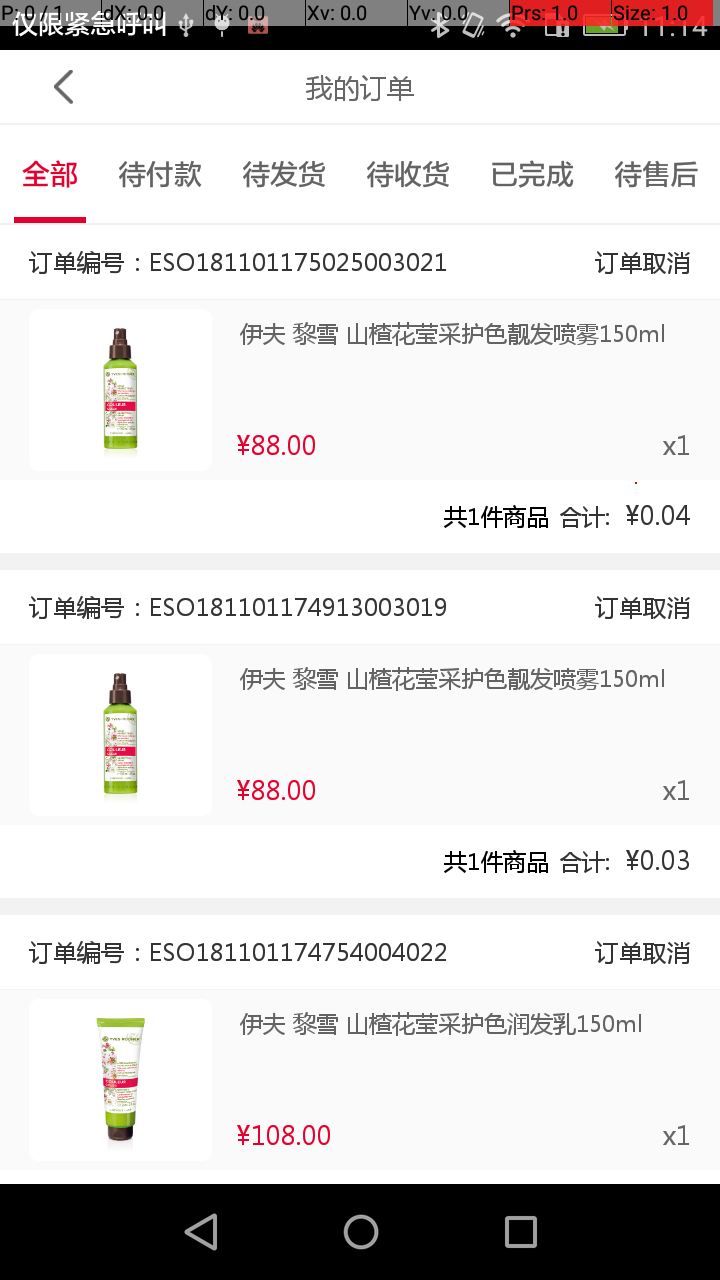 P: 0 / 1 dX: 0.0 dY: 0.0 Xv: 0.0 Yv: 0.0 Prs: 1.0 Size: 1.0
仅限紧急呼叫 11:14
我的订单
全部 待付款 待发货 待收货 已完成 待售后
订单编号：ESO181101175025003021 订单取消
伊夫 黎雪 山楂花莹采护色靓发喷雾150ml
¥88.00 x1
共1件商品 合计: ¥0.04
订单编号：ESO181101174913003019 订单取消
伊夫 黎雪 山楂花莹采护色靓发喷雾150ml
¥88.00 x1
共1件商品 合计: ¥0.03
订单编号：ESO181101174754004022 订单取消
伊夫 黎雪 山楂花莹采护色润发乳150ml
YVES ROCHER
COULEUR
¥108.00 x1